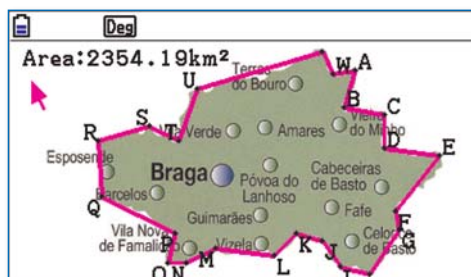 Deg
Area:2354.19km²
Terras
do Bouro
W A
U
B
C
S T
Verde
Amares
Vieira
do Minho
R
D
E
Esposende
Braga
Póvoa do
Lanhoso
Cabeceiras
de Basto
Barcelos
Q
Guimarães
Fafe
F
G
Vila Nova
de Famalicão
Vizela
Celorico
de Basto
P
K
J
M
L
O N